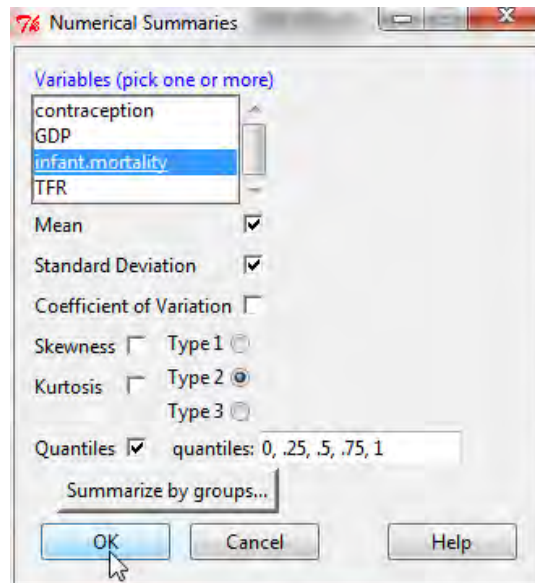 Numerical Summaries
Variables (pick one or more)
contraception
GDP
infant.mortality
TFR
Mean
Standard Deviation
Coefficient of Variation
Skewness Type 1
Kurtosis Type 2
Type 3
Quantiles quantiles: 0, .25, .5, .75, 1
Summarize by groups...
OK Cancel Help